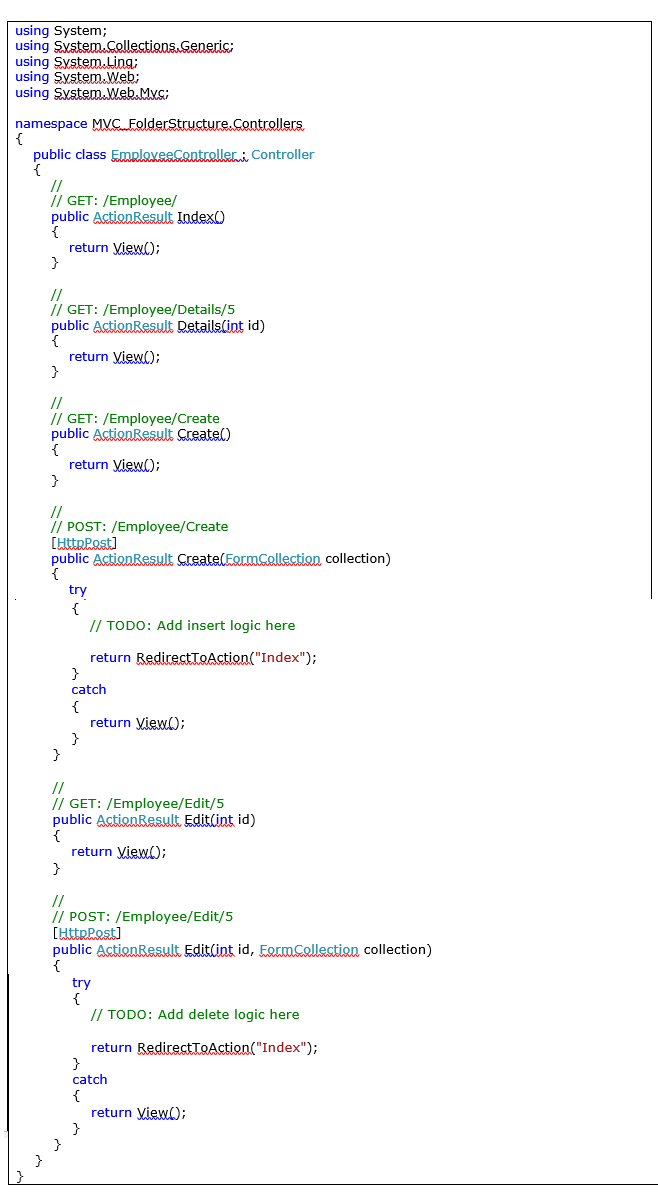 using System;
using System.Collections.Generic;
using System.Linq;
using System.Web;
using System.Web.Mvc;
namespace MVC_FolderStructure.Controllers
{
public class EmployeeController : Controller
{
//
// GET: /Employee/
public ActionResult Index()
{
return View();
}
//
// GET: /Employee/Details/5
public ActionResult Details(int id)
{
return View();
}
//
// GET: /Employee/Create
public ActionResult Create()
{
return View();
}
//
// POST: /Employee/Create
[HttpPost]
public ActionResult Create(FormCollection collection)
{
try
{
// TODO: Add insert logic here
return RedirectToAction("Index");
}
catch
{
return View();
}
}
//
// GET: /Employee/Edit/5
public ActionResult Edit(int id)
{
return View();
}
//
// POST: /Employee/Edit/5
[HttpPost]
public ActionResult Edit(int id, FormCollection collection)
{
try
{
// TODO: Add delete logic here
return RedirectToAction("Index");
}
catch
{
return View();
}
}
}
}